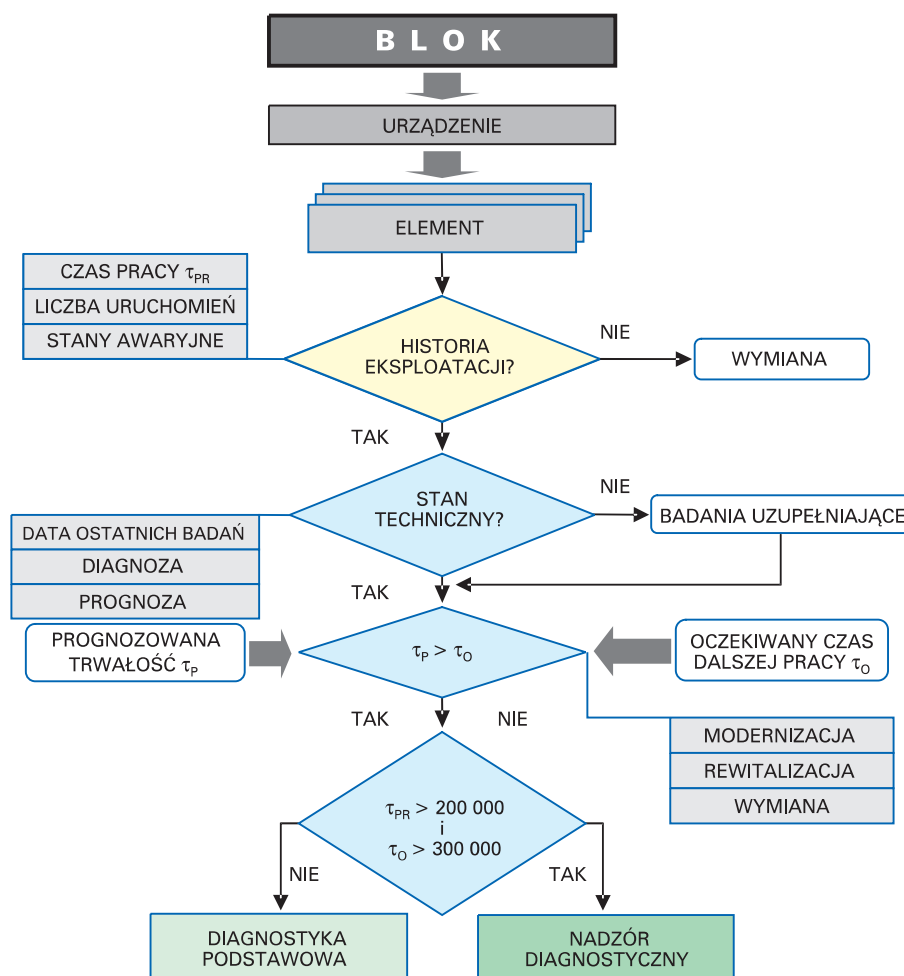 BLOK
URZĄDZENIE
ELEMENT
CZAS PRACY τPR
LICZBA URUCHOMIEŃ
STANY AWARYJNE
HISTORIA
EKSPLOATACJI?
NIE
WYMIANA
TAK
STAN
TECHNICZNY?
NIE
BADANIA UZUPEŁNIAJĄCE
DATA OSTATNICH BADAŃ
DIAGNOZA
PROGNOZA
TAK
PROGNOZOWANA
TRWAŁOŚĆ τP
τP > τO
OCZEKIWANY CZAS
DALSZEJ PRACY τO
TAK
NIE
MODERNIZACJA
REWITALIZACJA
WYMIANA
τPR > 200 000
i
τO > 300 000
NIE
TAK
DIAGNOSTYKA
PODSTAWOWA
NADZÓR
DIAGNOSTYCZNY